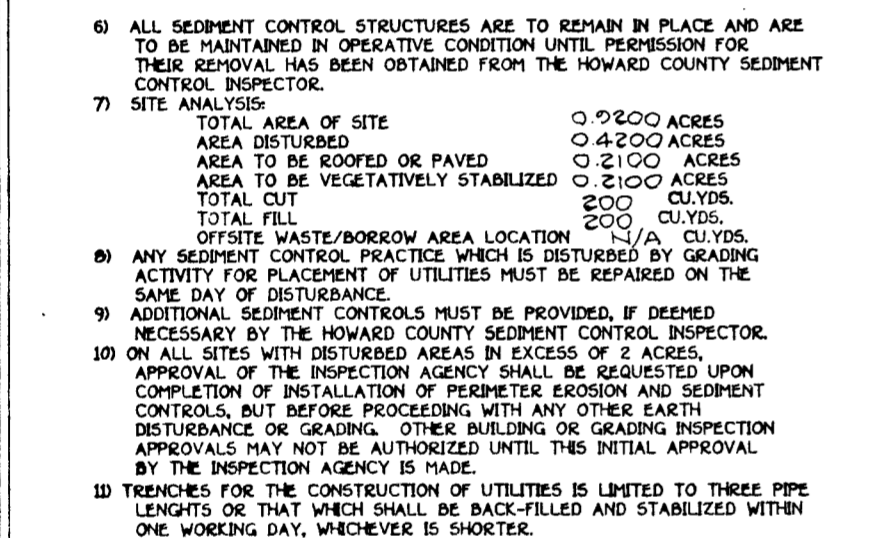 6) ALL SEDIMENT CONTROL STRUCTURES ARE TO REMAIN IN PLACE AND ARE
TO BE MAINTAINED IN OPERATIVE CONDITION UNTIL PERMISSION FOR
THEIR REMOVAL HAS BEEN OBTAINED FROM THE HOWARD COUNTY SEDIMENT
CONTROL INSPECTOR.
7) SITE ANALYSIS:
TOTAL AREA OF SITE 0.9200 ACRES
AREA DISTURBED 0.4200 ACRES
AREA TO BE ROOFED OR PAVED 0.2100 ACRES
AREA TO BE VEGETATIVELY STABILIZED 0.2100 ACRES
TOTAL CUT 200 CU.YDS.
TOTAL FILL 200 CU.YDS.
OFFSITE WASTE/BORROW AREA LOCATION N/A CU.YDS.
8) ANY SEDIMENT CONTROL PRACTICE WHICH IS DISTURBED BY GRADING
ACTIVITY FOR PLACEMENT OF UTILITIES MUST BE REPAIRED ON THE
SAME DAY OF DISTURBANCE.
9) ADDITIONAL SEDIMENT CONTROLS MUST BE PROVIDED, IF DEEMED
NECESSARY BY THE HOWARD COUNTY SEDIMENT CONTROL INSPECTOR.
10) ON ALL SITES WITH DISTURBED AREAS IN EXCESS OF 2 ACRES,
APPROVAL OF THE INSPECTION AGENCY SHALL BE REQUESTED UPON
COMPLETION OF INSTALLATION OF PERIMETER EROSION AND SEDIMENT
CONTROLS, BUT BEFORE PROCEEDING WITH ANY OTHER EARTH
DISTURBANCE OR GRADING. OTHER BUILDING OR GRADING INSPECTION
APPROVALS MAY NOT BE AUTHORIZED UNTIL THIS INITIAL APPROVAL
BY THE INSPECTION AGENCY IS MADE.
11) TRENCHES FOR THE CONSTRUCTION OF UTILITIES IS LIMITED TO THREE PIPE
LENGHTS OR THAT WHICH SHALL BE BACK-FILLED AND STABILIZED WITHIN
ONE WORKING DAY, WHICHEVER IS SHORTER.